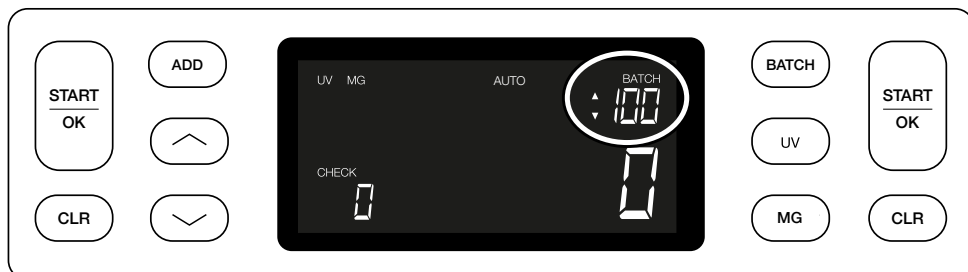 START
OK
CLR
ADD
UV MG AUTO BATCH
100
CHECK
0
0
BATCH
UV
MG
START
OK
CLR